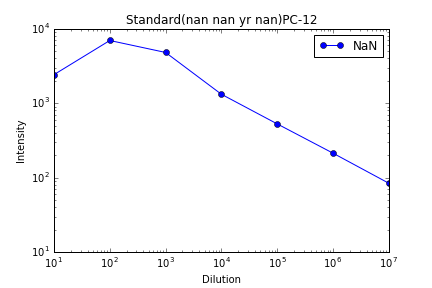 Standard(nan nan yr nan)PC-12
NaN
Intensity
10^4
10^3
10^2
10^1
10^1 10^2 10^3 10^4 10^5 10^6 10^7
Dilution